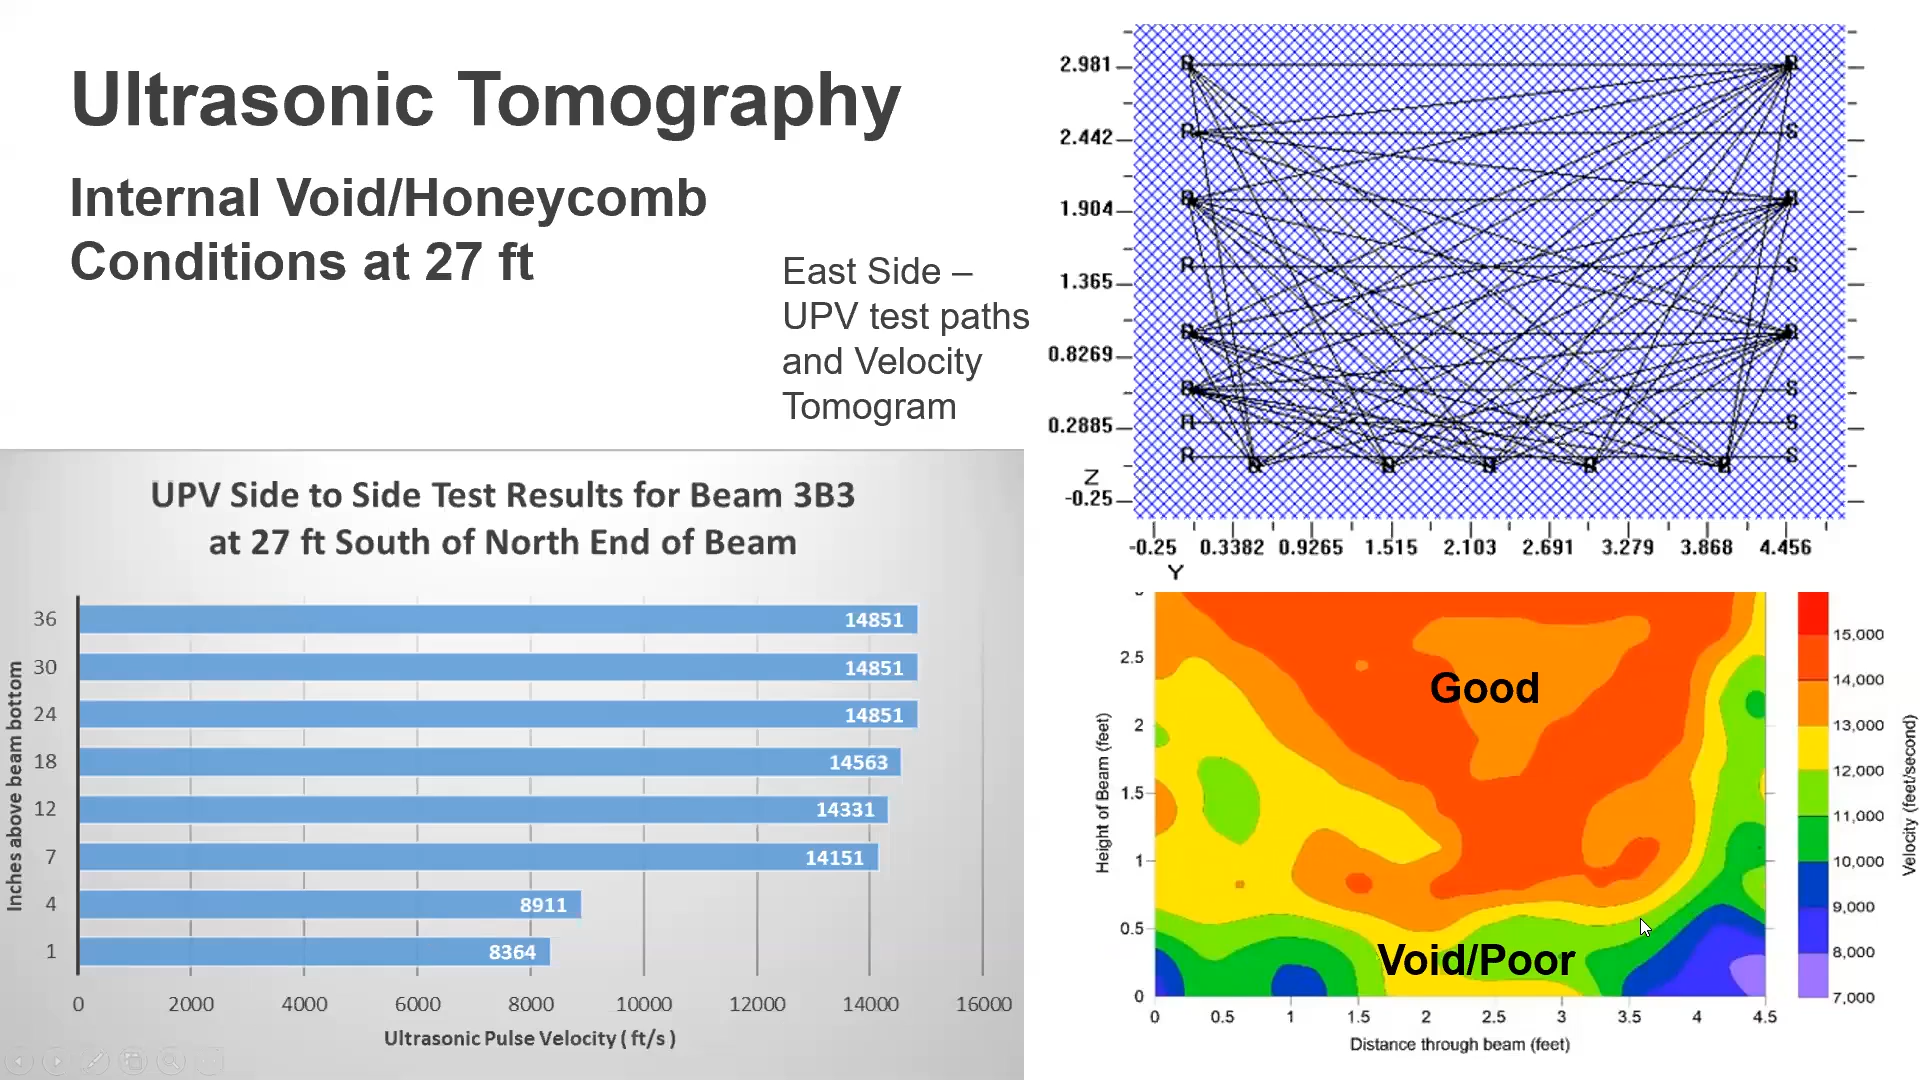 Ultrasonic Tomography
Internal Void/Honeycomb
Conditions at 27 ft
East Side –
UPV test paths
and Velocity
Tomogram
UPV Side to Side Test Results for Beam 3B3
at 27 ft South of North End of Beam
Inches above beam bottom
36 14851
30 14851
24 14851
18 14563
12 14331
7 14151
4 8911
1 8364
0 2000 4000 6000 8000 10000 12000 14000 16000
Ultrasonic Pulse Velocity ( ft/s )
2.981
R S
2.442
R S
1.904
R S
1.365
0.8269
R S
0.2885
R S
Z
-0.25
-0.25 0.3382 0.9265 1.515 2.103 2.691 3.279 3.868 4.456
Y
Height of Beam (feet)
2.5
2
1.5
1
0.5
0
Good
Void/Poor
0 0.5 1 1.5 2 2.5 3 3.5 4 4.5
Distance through beam (feet)
15,000
14,000
13,000
12,000
11,000
10,000
9,000
8,000
7,000
Velocity (feet/second)